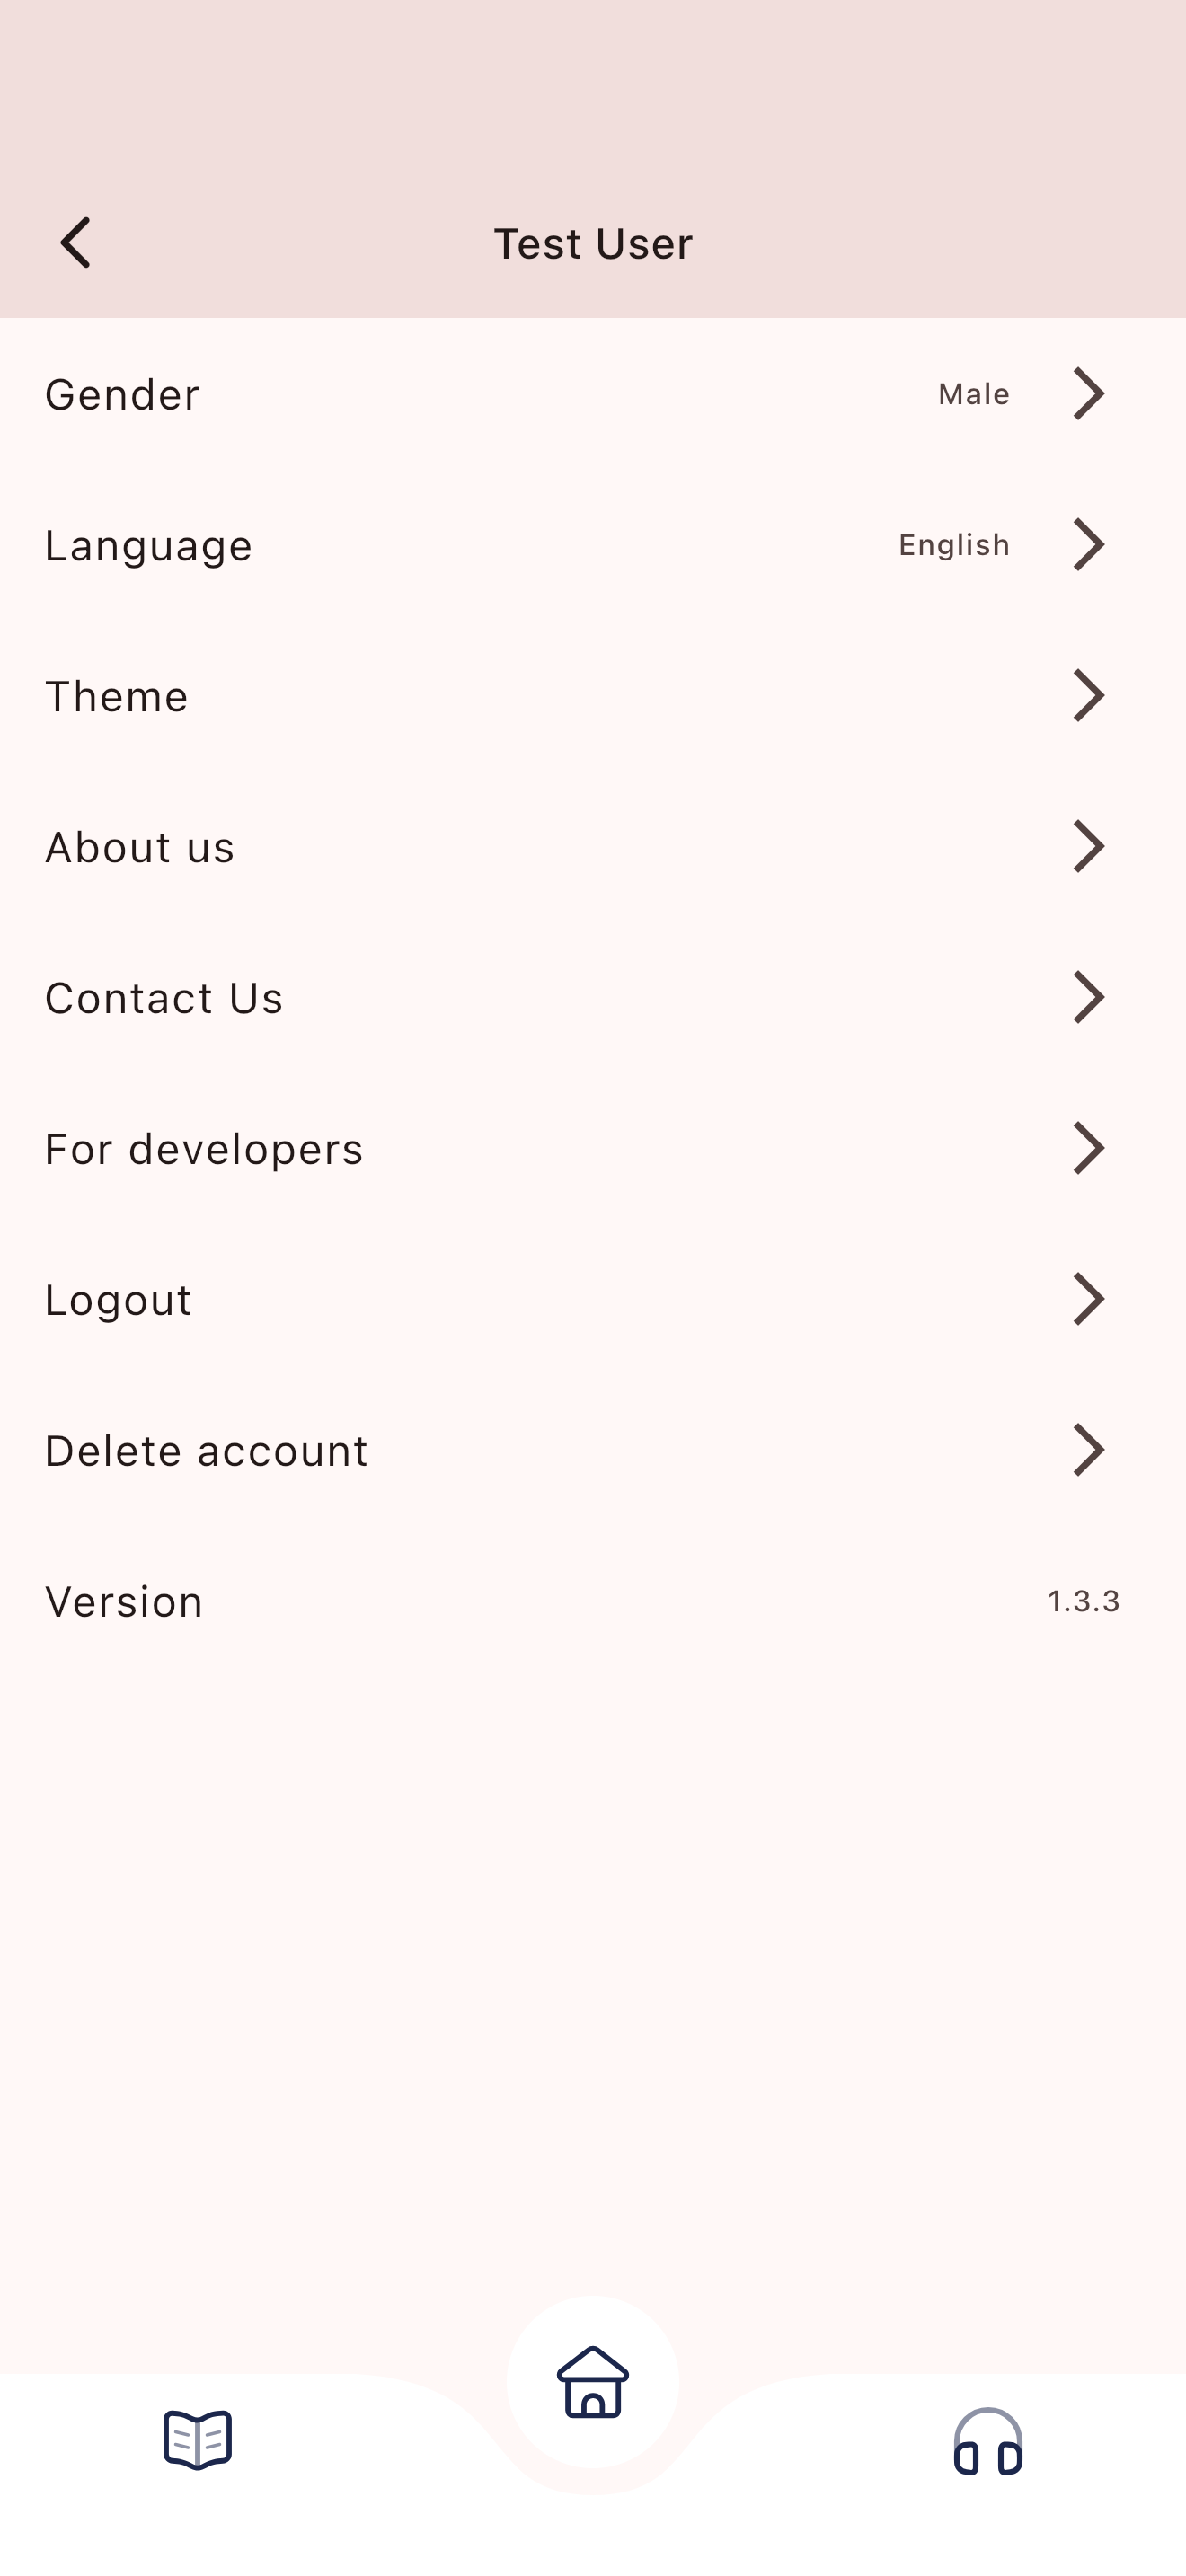 Test User
Gender Male
Language English
Theme
About us
Contact Us
For developers
Logout
Delete account
Version 1.3.3